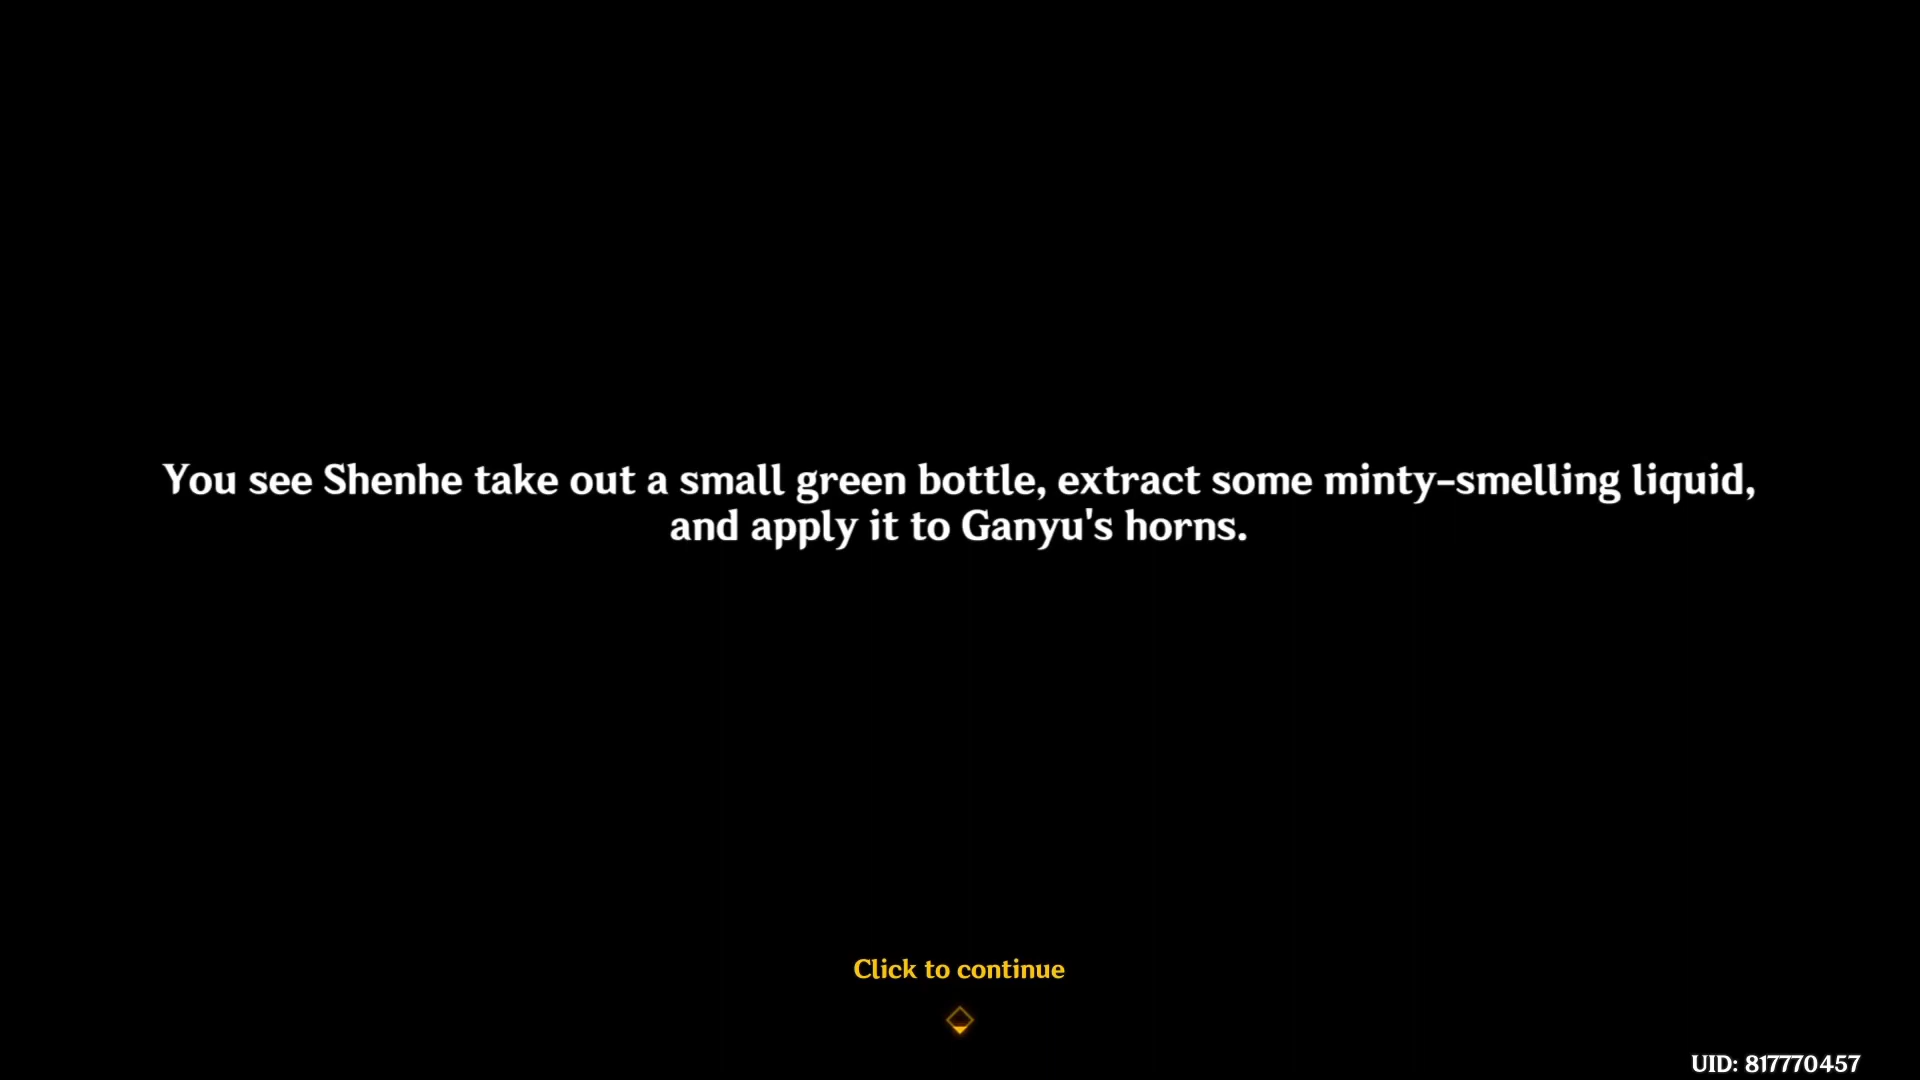 You see Shenhe take out a small green bottle, extract some minty-smelling liquid,
and apply it to Ganyu's horns.
Click to continue
UID: 817770457